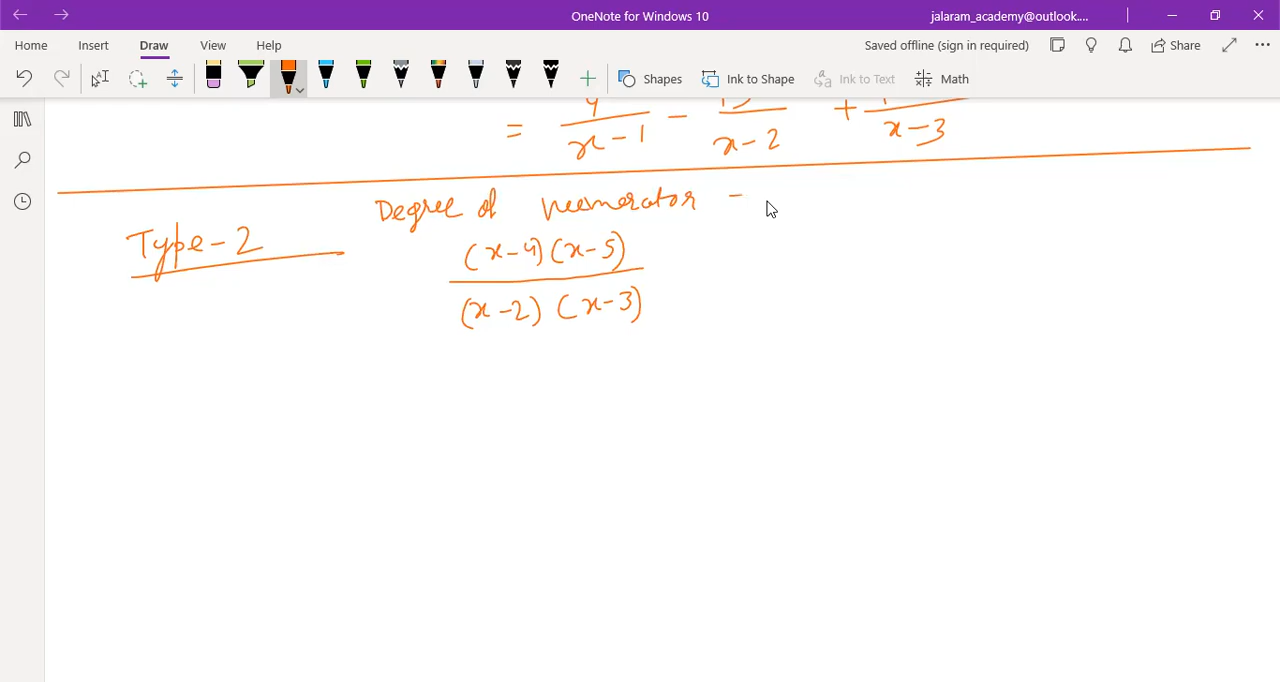 OneNote for Windows 10
jalaram_academy@outlook....
Home Insert Draw View Help
Saved offline (sign in required) Share
Shapes Ink to Shape Ink to Text Math
= /(x-1) - /(x-2) + /(x-3)
Degree of neumerator =
Type-2
(x-4)(x-5)
(x-2) (x-3)